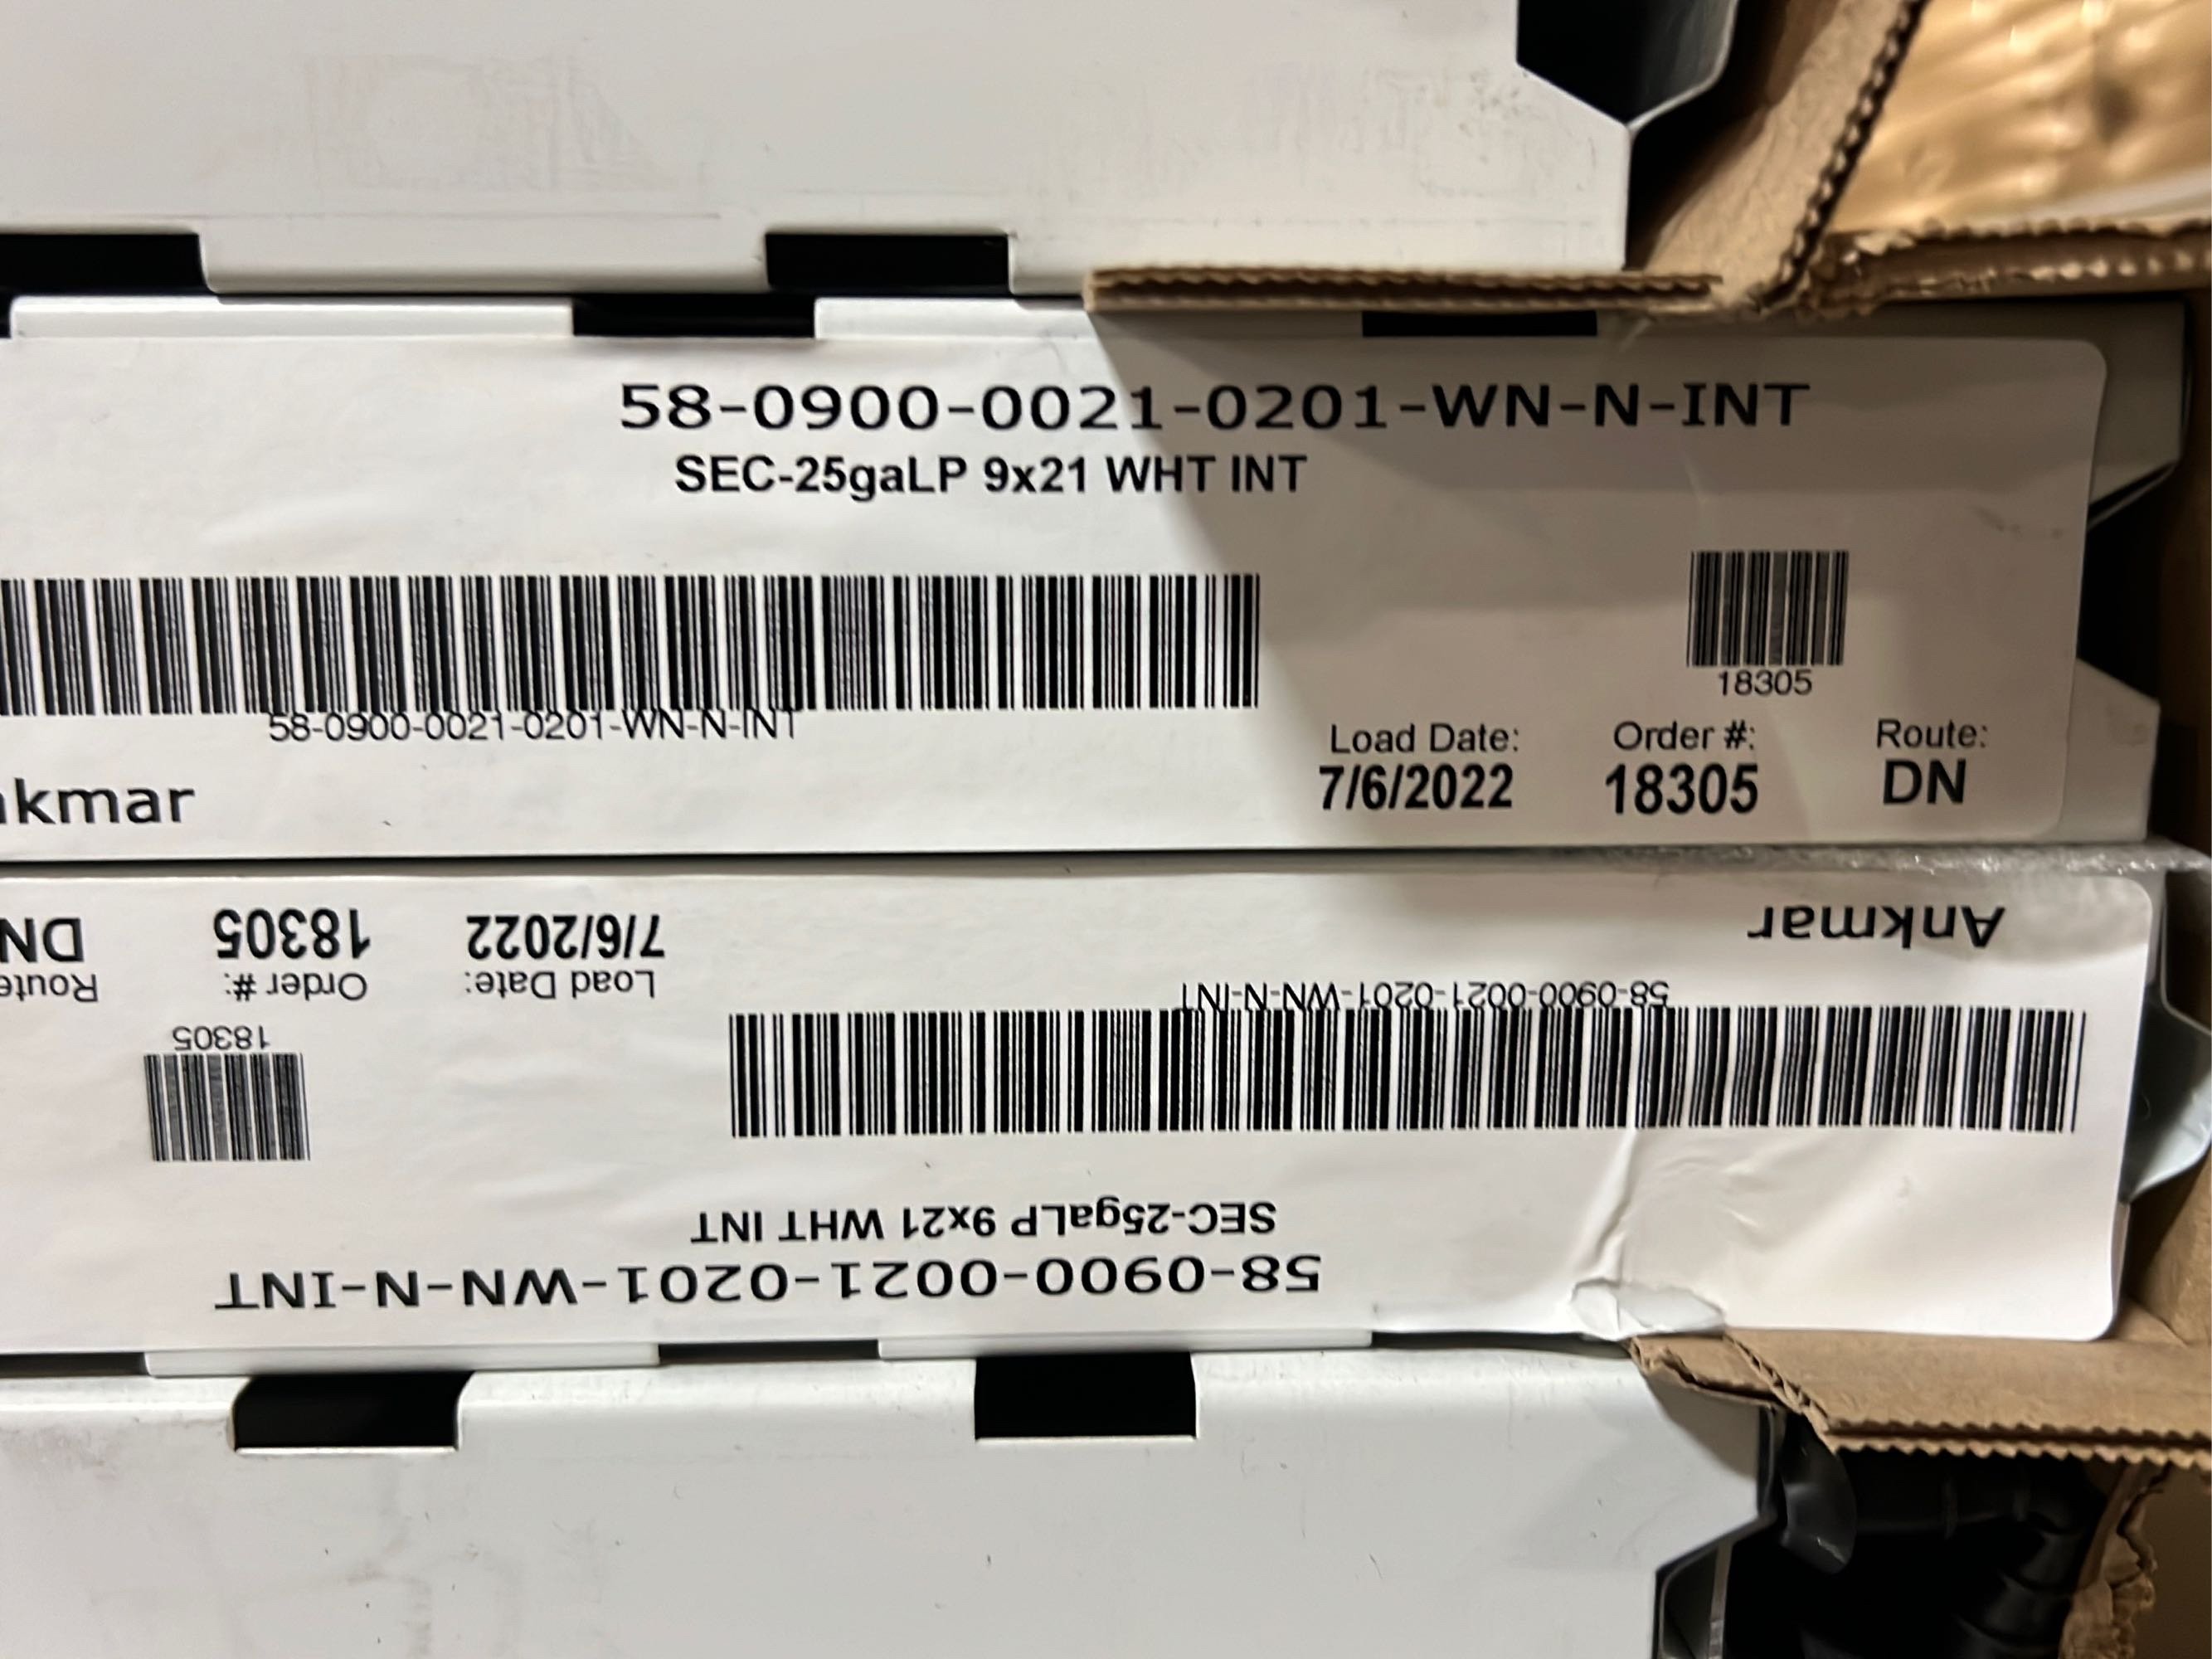 58-0900-0021-0201-WN-N-INT
SEC-25gaLP 9x21 WHT INT
18305
58-0900-0021-0201-WN-N-INT
Load Date: Order #: Route:
7/6/2022 18305 DN
nkmar
Ankmar
7/6/2022 18305 DN
Load Date: Order #: Route
58-0900-0021-0201-WN-N-INT
18305
SEC-25gaLP 9x21 WHT INT
58-0900-0021-0201-WN-N-INT